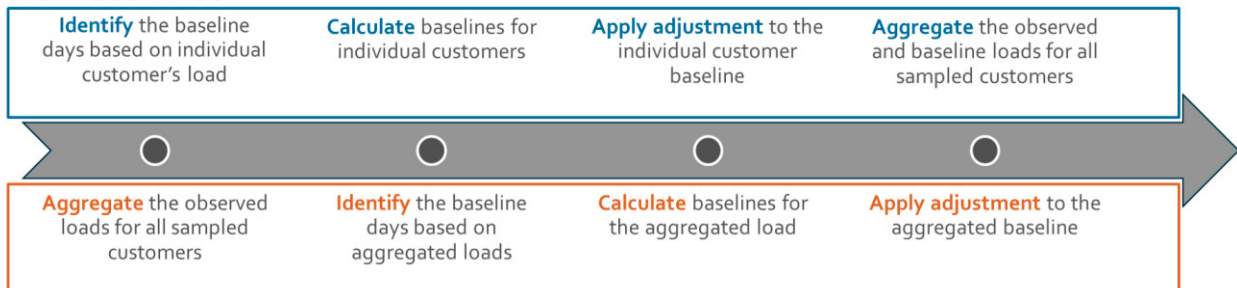 Identify the baseline
days based on individual
customer's load
Calculate baselines for
individual customers
Apply adjustment to the
individual customer
baseline
Aggregate the observed
and baseline loads for all
sampled customers
Aggregate the observed
loads for all sampled
customers
Identify the baseline
days based on
aggregated loads
Calculate baselines for
the aggregated load
Apply adjustment to the
aggregated baseline